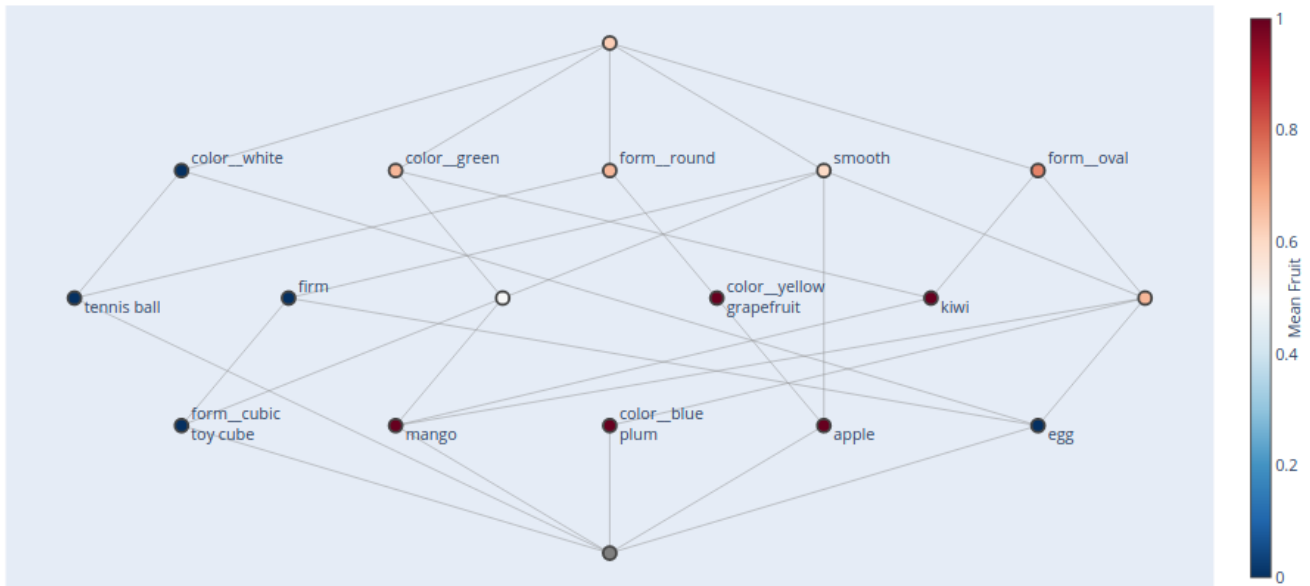 color__white
color__green
form__round
smooth
form__oval
tennis ball
firm
color__yellow
grapefruit
kiwi
form__cubic
toy cube
mango
color__blue
plum
apple
egg
1
0.8
0.6
0.4
0.2
0
Mean Fruit